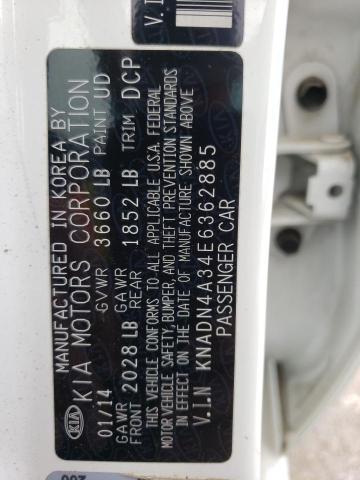 MANUFACTURED IN KOREA BY
KIA MOTORS CORPORATION
01/14 GVWR 3660 LB PAINT UD
GAWR FRONT 2028 LB GAWR REAR 1852 LB TRIM DCP
THIS VEHICLE CONFORMS TO ALL APPLICABLE U.S.A. FEDERAL
MOTOR VEHICLE SAFETY, BUMPER, AND THEFT PREVENTION STANDARDS
IN EFFECT ON THE DATE OF MANUFACTURE SHOWN ABOVE
V.I.N KNADN4A34E6362885
PASSENGER CAR
KIA
V.I